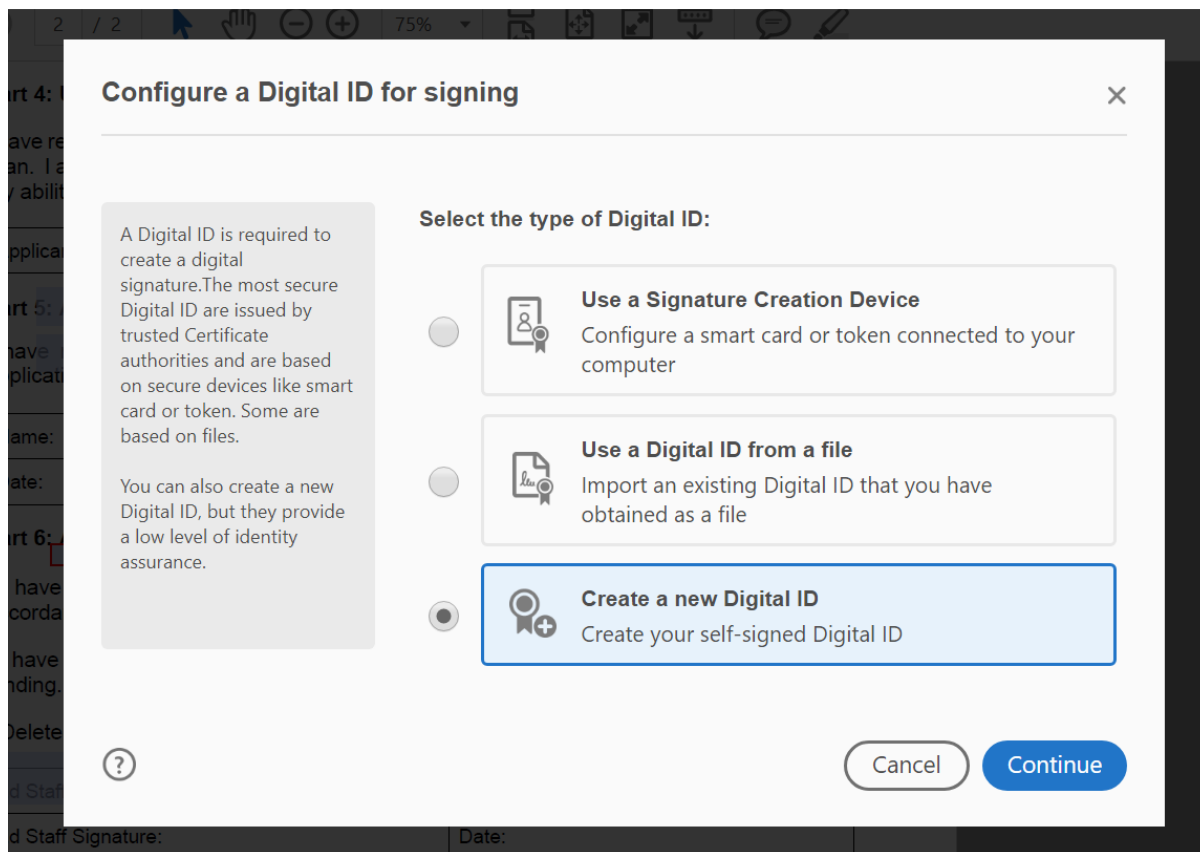 2 / 2 75%
Configure a Digital ID for signing
A Digital ID is required to
create a digital
signature.The most secure
Digital ID are issued by
trusted Certificate
authorities and are based
on secure devices like smart
card or token. Some are
based on files.
You can also create a new
Digital ID, but they provide
a low level of identity
assurance.
Select the type of Digital ID:
Use a Signature Creation Device
Configure a smart card or token connected to your
computer
Use a Digital ID from a file
Import an existing Digital ID that you have
obtained as a file
Create a new Digital ID
Create your self-signed Digital ID
?
Cancel
Continue
art 4:
ave re
an. I a
y abilit
pplica
art 5:
have
plicati
ame:
ate:
art 6:
have
corda
have
nding.
Delete
d Staf
d Staff Signature:
Date: